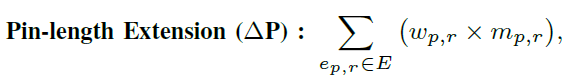 Pin-length Extension (ΔP) : ∑ (w_{p,r} × m_{p,r}),
e_{p,r}∈E